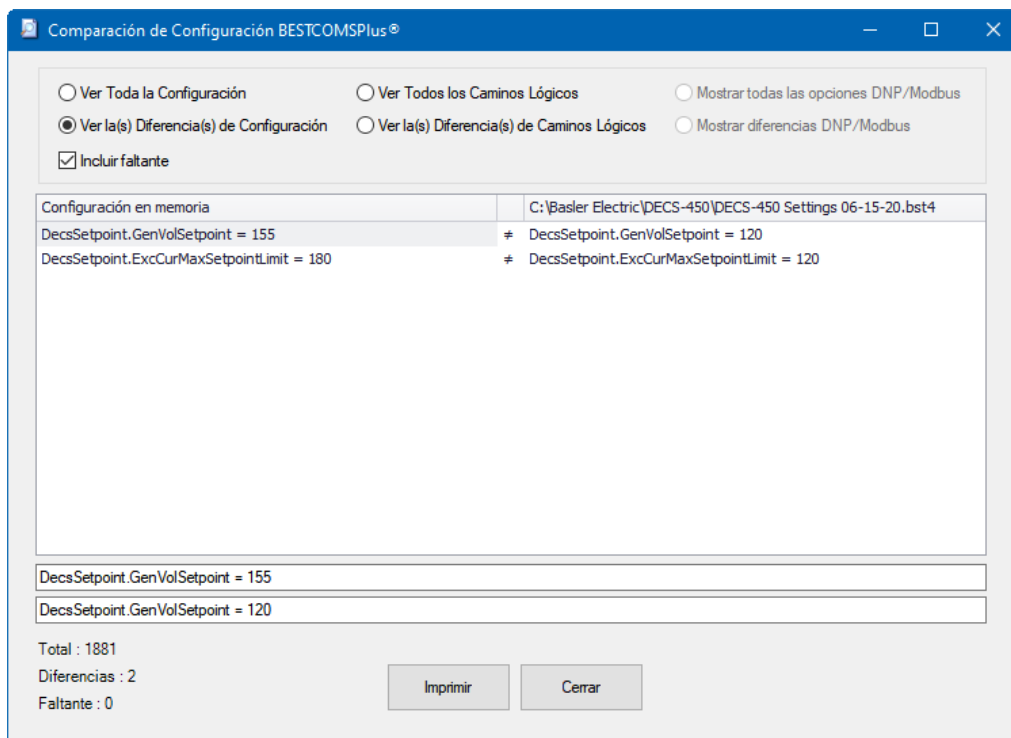 Comparación de Configuración BESTCOMSPlus®
Ver Toda la Configuración Ver Todos los Caminos Lógicos Mostrar todas las opciones DNP/Modbus
Ver la(s) Diferencia(s) de Configuración Ver la(s) Diferencia(s) de Caminos Lógicos Mostrar diferencias DNP/Modbus
Incluir faltante
Configuración en memoria C:\Basler Electric\DECS-450\DECS-450 Settings 06-15-20.bst4
DecsSetpoint.GenVolSetpoint = 155 ≠ DecsSetpoint.GenVolSetpoint = 120
DecsSetpoint.ExcCurMaxSetpointLimit = 180 ≠ DecsSetpoint.ExcCurMaxSetpointLimit = 120
DecsSetpoint.GenVolSetpoint = 155
DecsSetpoint.GenVolSetpoint = 120
Total : 1881
Diferencias : 2
Faltante : 0
Imprimir Cerrar